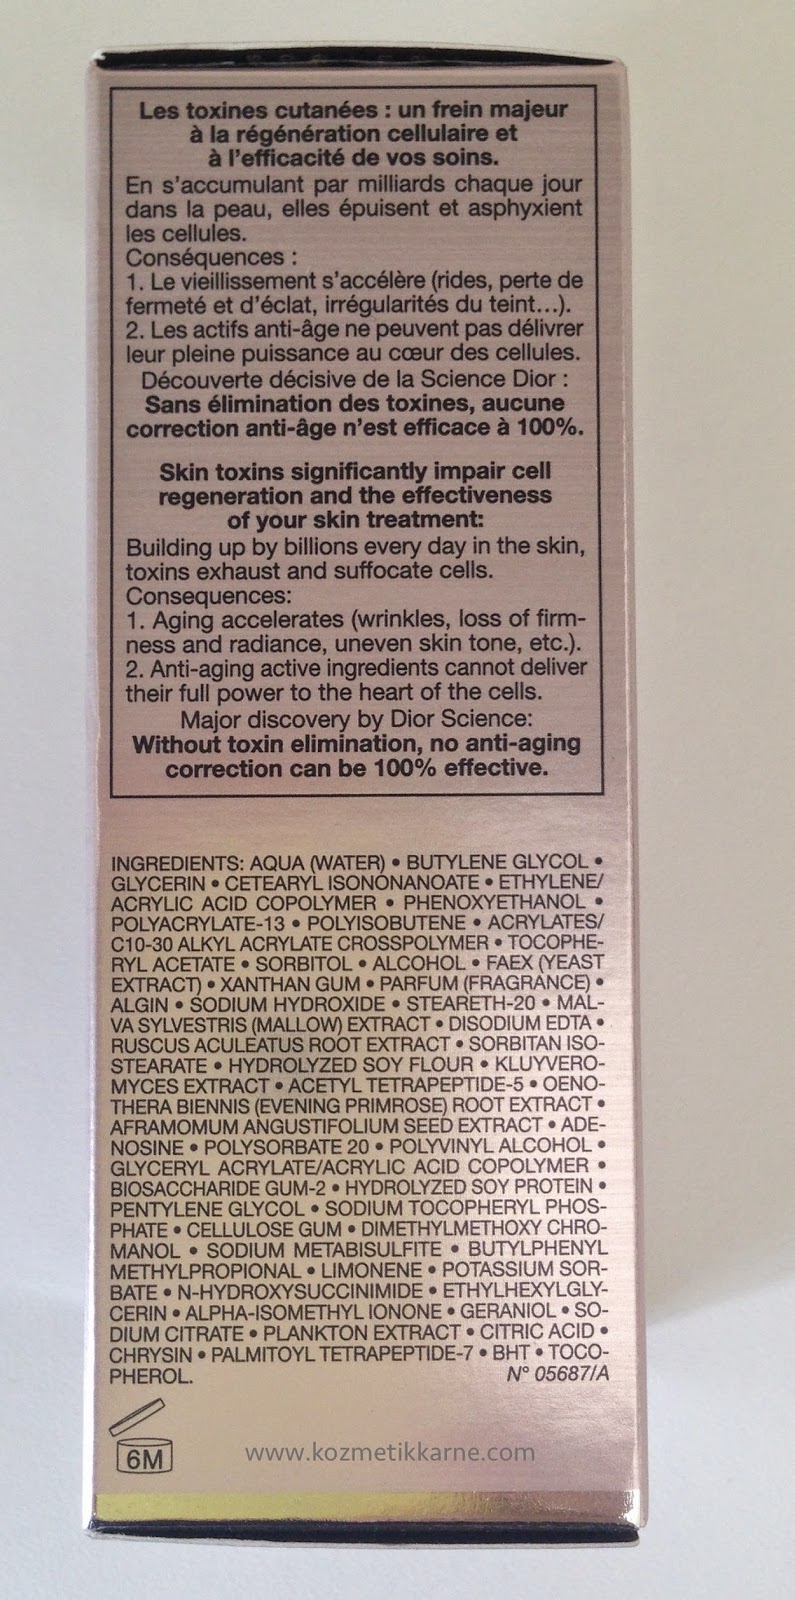 Les toxines cutanées : un frein majeur
à la régénération cellulaire et
à l'efficacité de vos soins.
En s'accumulant par milliards chaque jour
dans la peau, elles épuisent et asphyxient
les cellules.
Conséquences :
1. Le vieillissement s'accélère (rides, perte de
fermeté et d'éclat, irrégularités du teint...).
2. Les actifs anti-âge ne peuvent pas délivrer
leur pleine puissance au cœur des cellules.
Découverte décisive de la Science Dior :
Sans élimination des toxines, aucune
correction anti-âge n'est efficace à 100%.
Skin toxins significantly impair cell
regeneration and the effectiveness
of your skin treatment:
Building up by billions every day in the skin,
toxins exhaust and suffocate cells.
Consequences:
1. Aging accelerates (wrinkles, loss of firm-
ness and radiance, uneven skin tone, etc.).
2. Anti-aging active ingredients cannot deliver
their full power to the heart of the cells.
Major discovery by Dior Science:
Without toxin elimination, no anti-aging
correction can be 100% effective.
INGREDIENTS: AQUA (WATER) • BUTYLENE GLYCOL •
GLYCERIN • CETEARYL ISONONANOATE • ETHYLENE/
ACRYLIC ACID COPOLYMER • PHENOXYETHANOL •
POLYACRYLATE-13 • POLYISOBUTENE • ACRYLATES/
C10-30 ALKYL ACRYLATE CROSSPOLYMER • TOCOPHE-
RYL ACETATE • SORBITOL • ALCOHOL • FAEX (YEAST
EXTRACT) • XANTHAN GUM • PARFUM (FRAGRANCE) •
ALGIN • SODIUM HYDROXIDE • STEARETH-20 • MAL-
VA SYLVESTRIS (MALLOW) EXTRACT • DISODIUM EDTA •
RUSCUS ACULEATUS ROOT EXTRACT • SORBITAN ISO-
STEARATE • HYDROLYZED SOY FLOUR • KLUYVERO-
MYCES EXTRACT • ACETYL TETRAPEPTIDE-5 • OENO-
THERA BIENNIS (EVENING PRIMROSE) ROOT EXTRACT •
AFRAMOMUM ANGUSTIFOLIUM SEED EXTRACT • ADE-
NOSINE • POLYSORBATE 20 • POLYVINYL ALCOHOL •
GLYCERYL ACRYLATE/ACRYLIC ACID COPOLYMER •
BIOSACCHARIDE GUM-2 • HYDROLYZED SOY PROTEIN •
PENTYLENE GLYCOL • SODIUM TOCOPHERYL PHOS-
PHATE • CELLULOSE GUM • DIMETHYLMETHOXY CHRO-
MANOL • SODIUM METABISULFITE • BUTYLPHENYL
METHYLPROPIONAL • LIMONENE • POTASSIUM SOR-
BATE • N-HYDROXYSUCCINIMIDE • ETHYLHEXYLGLY-
CERIN • ALPHA-ISOMETHYL IONONE • GERANIOL • SO-
DIUM CITRATE • PLANKTON EXTRACT • CITRIC ACID •
CHRYSIN • PALMITOYL TETRAPEPTIDE-7 • BHT • TOCO-
PHEROL. N° 05687/A
6M
www.kozmetikkarne.com